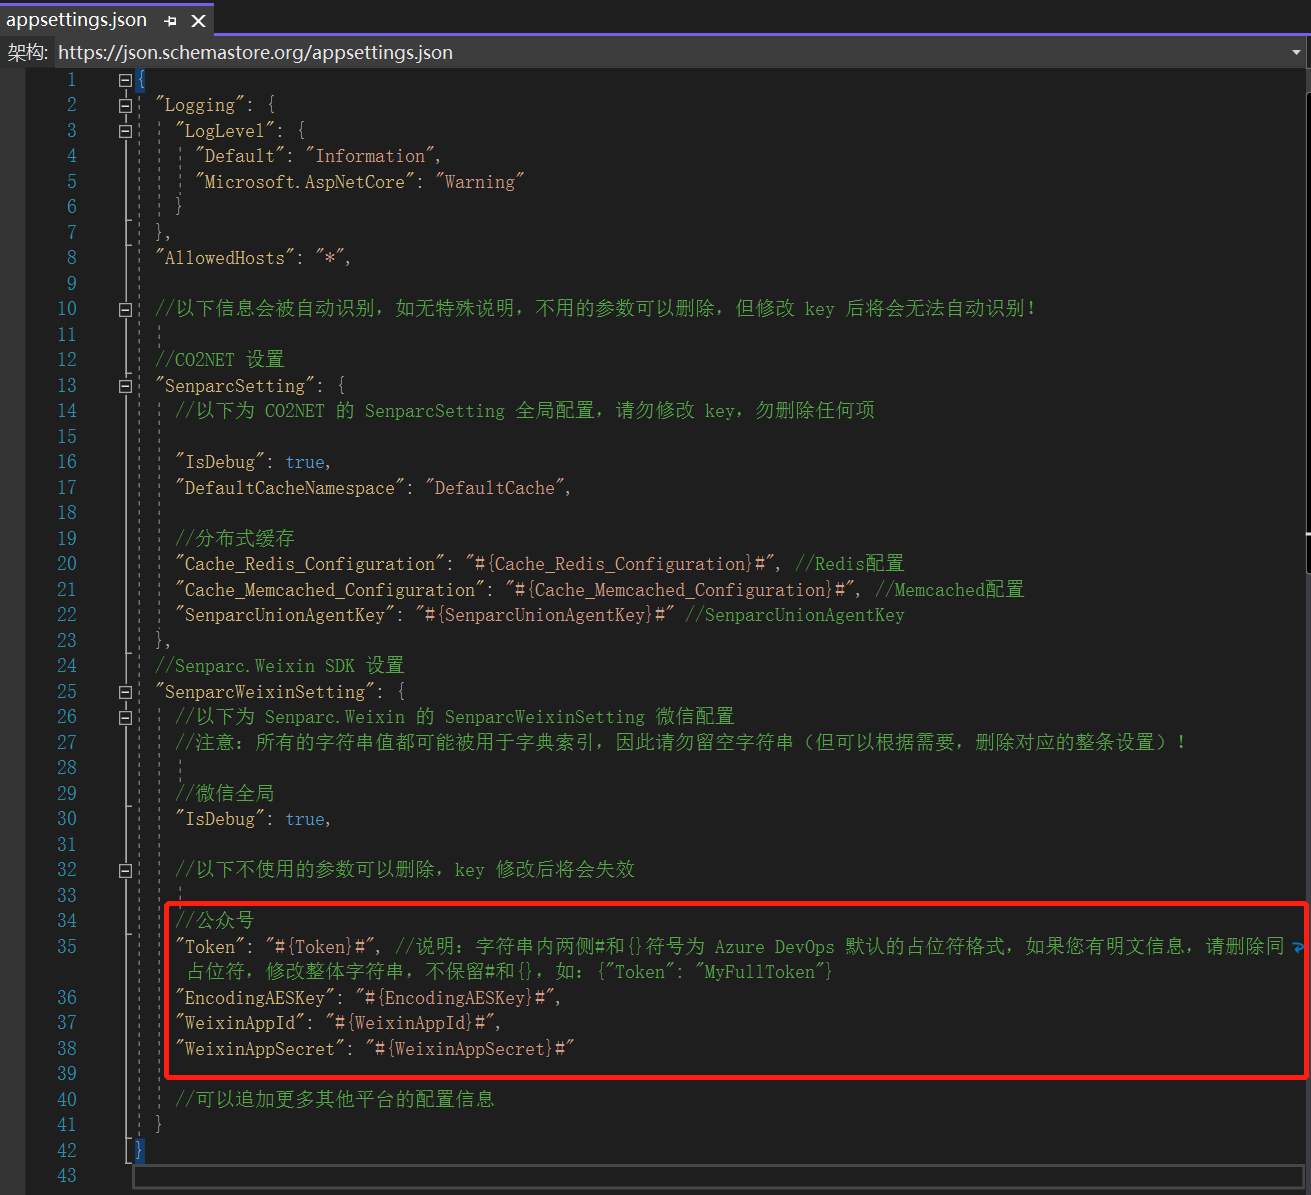 appsettings.json
架构: https://json.schemastore.org/appsettings.json
1 {
2 "Logging": {
3 "LogLevel": {
4 "Default": "Information",
5 "Microsoft.AspNetCore": "Warning"
6 }
7 },
8 "AllowedHosts": "*",
9
10 //以下信息会被自动识别，如无特殊说明，不用的参数可以删除，但修改 key 后将会无法自动识别！
11
12 //CO2NET 设置
13 "SenparcSetting": {
14 //以下为 CO2NET 的 SenparcSetting 全局配置，请勿修改 key，勿删除任何项
15
16 "IsDebug": true,
17 "DefaultCacheNamespace": "DefaultCache",
18
19 //分布式缓存
20 "Cache_Redis_Configuration": "#{Cache_Redis_Configuration}#", //Redis配置
21 "Cache_Memcached_Configuration": "#{Cache_Memcached_Configuration}#", //Memcached配置
22 "SenparcUnionAgentKey": "#{SenparcUnionAgentKey}#" //SenparcUnionAgentKey
23 },
24 //Senparc.Weixin SDK 设置
25 "SenparcWeixinSetting": {
26 //以下为 Senparc.Weixin 的 SenparcWeixinSetting 微信配置
27 //注意：所有的字符串值都可能被用于字典索引，因此请勿留空字符串（但可以根据需要，删除对应的整条设置）！
28
29 //微信全局
30 "IsDebug": true,
31
32 //以下不使用的参数可以删除，key 修改后将会失效
33
34 //公众号
35 "Token": "#{Token}#", //说明：字符串内两侧#和{}符号为 Azure DevOps 默认的占位符格式，如果您有明文信息，请删除同
占位符，修改整体字符串，不保留#和{}，如：{"Token": "MyFullToken"}
36 "EncodingAESKey": "#{EncodingAESKey}#",
37 "WeixinAppId": "#{WeixinAppId}#",
38 "WeixinAppSecret": "#{WeixinAppSecret}#"
39
40 //可以追加更多其他平台的配置信息
41 }
42 }
43